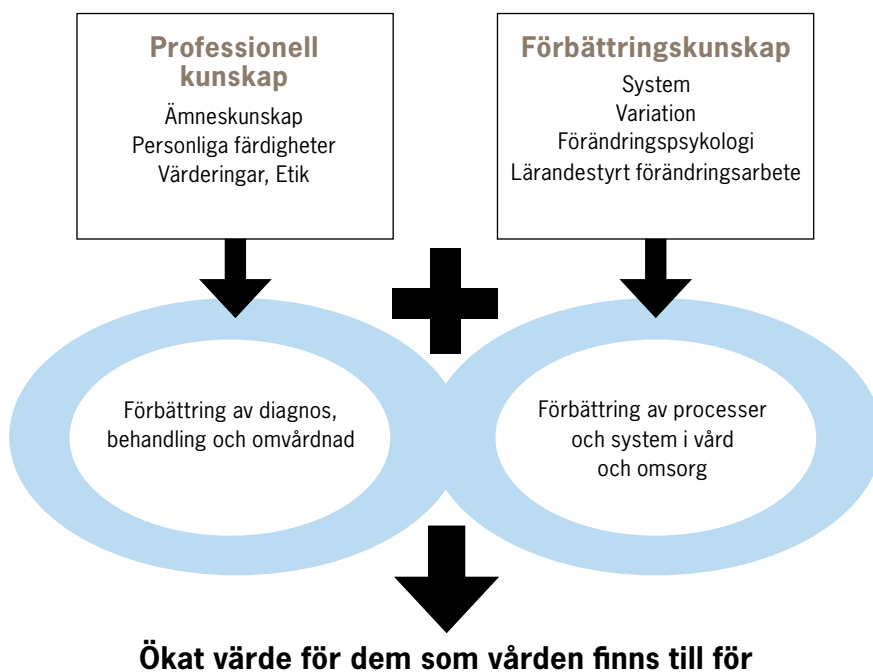 Professionell
kunskap
Ämneskunskap
Personliga färdigheter
Värderingar, Etik
Förbättringskunskap
System
Variation
Förändringspsykologi
Lärandestyrt förändringsarbete
Förbättring av diagnos,
behandling och omvårdnad
Förbättring av processer
och system i vård
och omsorg
Ökat värde för dem som vården finns till för